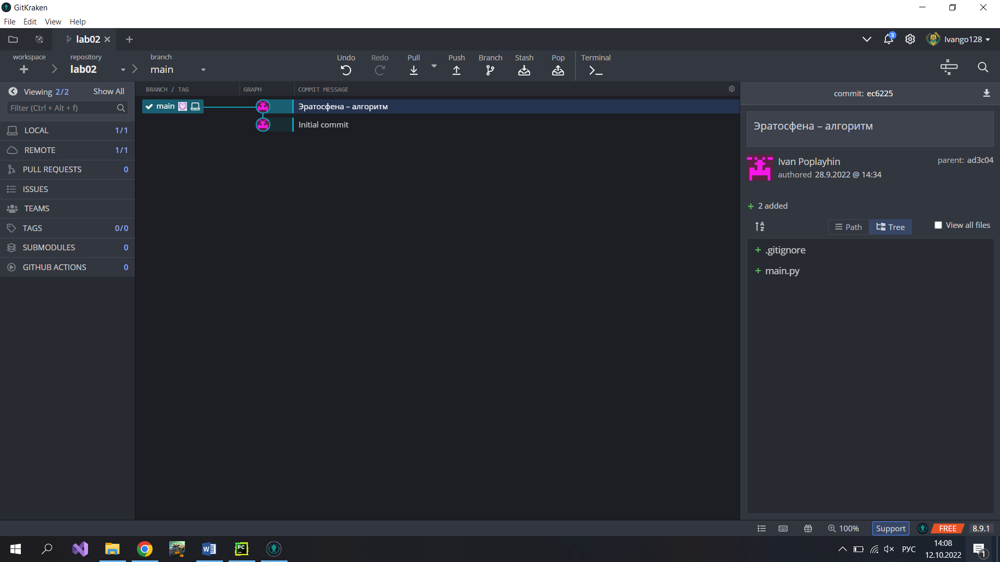 GitKraken
File Edit View Help
lab02
Ivango128
3
workspace
repository
lab02
branch
main
Undo
Redo
Pull
Push
Branch
Stash
Pop
Terminal
Viewing 2/2 Show All
Filter (Ctrl + Alt + f)
LOCAL 1/1
REMOTE 1/1
PULL REQUESTS 0
ISSUES
TEAMS
TAGS 0/0
SUBMODULES 0
GITHUB ACTIONS 0
BRANCH / TAG GRAPH COMMIT MESSAGE
main Эратосфена – алгоритм
Initial commit
commit: ec6225
Эратосфена – алгоритм
Ivan Poplayhin
authored 28.9.2022 @ 14:34
parent: ad3c04
+ 2 added
A
Z
Path Tree View all files
+ .gitignore
+ main.py
100% Support FREE 8.9.1
W
PC
РУС
14:08
12.10.2022
1